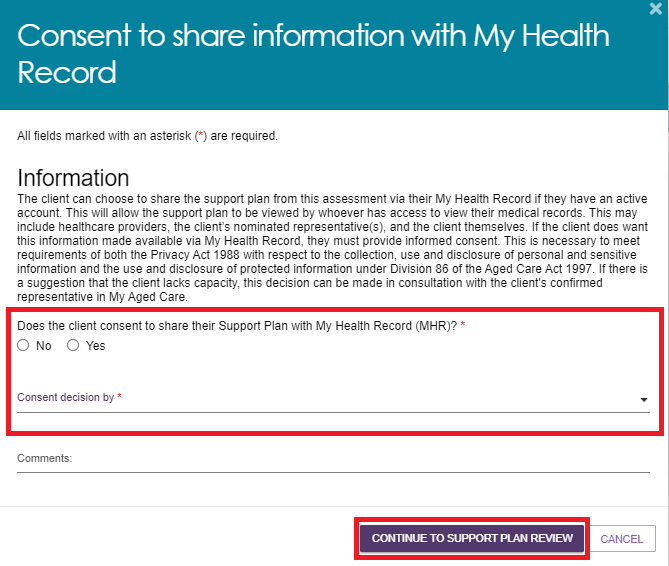 Consent to share information with My Health
Record
All fields marked with an asterisk (*) are required.
Information
The client can choose to share the support plan from this assessment via their My Health Record if they have an active
account. This will allow the support plan to be viewed by whoever has access to view their medical records. This may
include healthcare providers, the client's nominated representative(s), and the client themselves. If the client does want
this information made available via My Health Record, they must provide informed consent. This is necessary to meet
requirements of both the Privacy Act 1988 with respect to the collection, use and disclosure of personal and sensitive
information and the use and disclosure of protected information under Division 86 of the Aged Care Act 1997. If there is
a suggestion that the client lacks capacity, this decision can be made in consultation with the client's confirmed
representative in My Aged Care.
Does the client consent to share their Support Plan with My Health Record (MHR)? *
No Yes
Consent decision by *
Comments:
CONTINUE TO SUPPORT PLAN REVIEW CANCEL